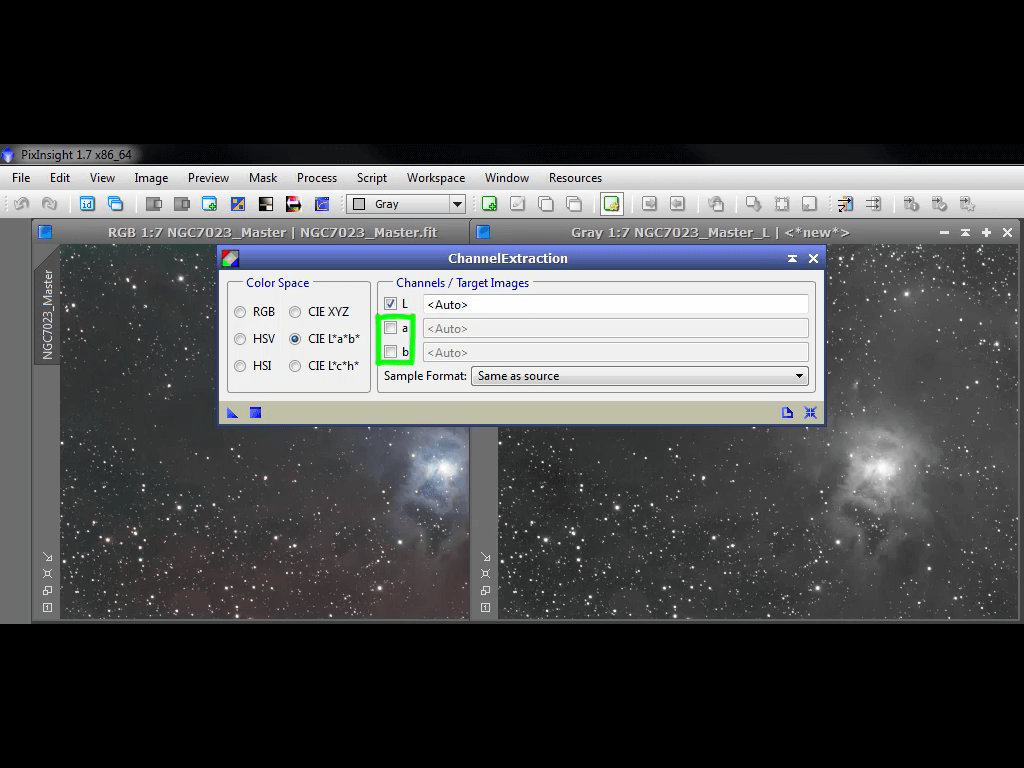 PixInsight 1.7 x86_64
File Edit View Image Preview Mask Process Script Workspace Window Resources
id Gray
RGB 1:7 NGC7023_Master | NGC7023_Master.fit
Gray 1:7 NGC7023_Master_L | <*new*>
NGC7023_Master
ChannelExtraction
Color Space
RGB CIE XYZ
HSV CIE L*a*b*
HSI CIE L*c*h*
Channels / Target Images
L <Auto>
a <Auto>
b <Auto>
Sample Format: Same as source